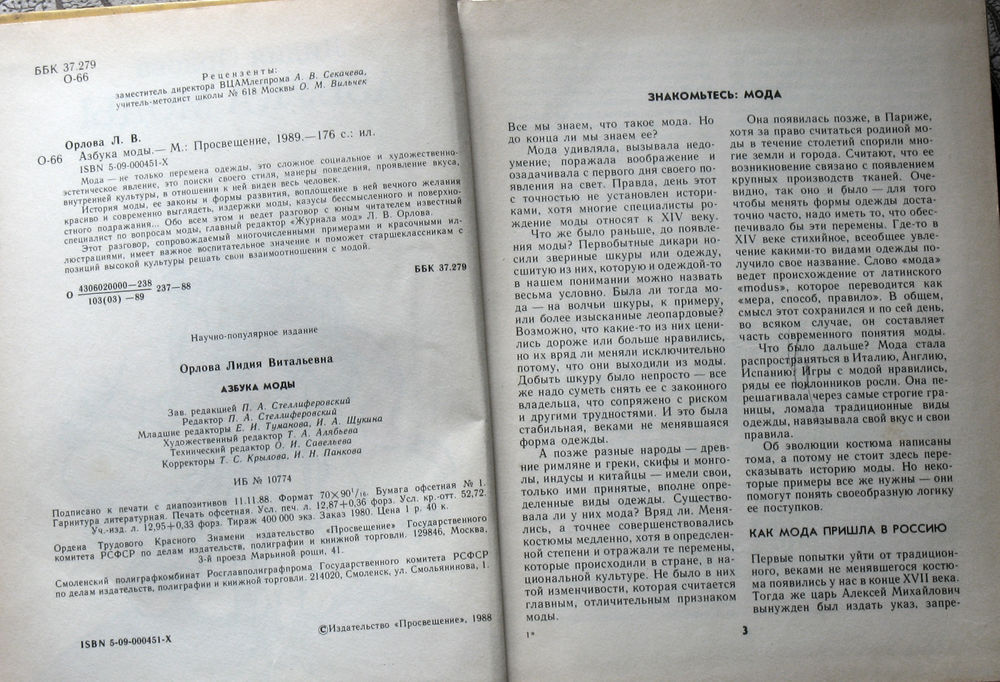 ББК 37.279
О-66
Рецензенты:
заместитель директора ВЦАМлегпрома А. В. Секачева,
учитель-методист школы № 618 Москвы О. М. Вильчек
Орлова Л. В.
О-66 Азбука моды.— М.: Просвещение, 1989.—176 с.: ил.
ISBN 5-09-000451-X
Мода — не только перемена одежды, это сложное социальное и художественно-
эстетическое явление, это поиски своего стиля, манеры поведения, проявление вкуса,
внутренней культуры, в отношении к ней виден весь человек.
История моды, ее законы и формы развития, воплощение в ней вечного желания
красиво и современно выглядеть, издержки моды, казусы бессмысленного и поверхно-
стного подражания... Обо всем этом и ведет разговор с юным читателем известный
специалист по вопросам моды, главный редактор «Журнала мод» Л. В. Орлова.
Этот разговор, сопровождаемый многочисленными примерами и красочными ил-
люстрациями, имеет важное воспитательное значение и поможет старшеклассникам с
позиций высокой культуры решать свои взаимоотношения с модой.
О 4306020000—238 237—88
103(03) —89
ББК 37.279
Научно-популярное издание
Орлова Лидия Витальевна
АЗБУКА МОДЫ
Зав. редакцией П. А. Стеллиферовский
Редактор П. А. Стеллиферовский
Младшие редакторы Е. И. Туманова, И. А. Щукина
Художественный редактор Т. А. Алябьева
Технический редактор О. И. Савельева
Корректоры Т. С. Крылова, И. Н. Панкова
ИБ № 10774
Подписано к печати с диапозитивов 11.11.88. Формат 70×90¹/₁₆. Бумага офсетная № 1.
Гарнитура литературная. Печать офсетная. Усл. печ. л. 12,87+0,36 форз. Усл. кр.-отт. 52,72.
Уч.-изд. л. 12,95+0,33 форз. Тираж 400 000 экз. Заказ 1980. Цена 1 р. 40 к.
Ордена Трудового Красного Знамени издательство «Просвещение» Государственного
комитета РСФСР по делам издательств, полиграфии и книжной торговли. 129846, Москва,
3-й проезд Марьиной рощи, 41.
Смоленский полиграфкомбинат Росглавполиграфпрома Государственного комитета РСФСР
по делам издательств, полиграфии и книжной торговли. 214020, Смоленск, ул. Смольянинова, 1.
©Издательство «Просвещение», 1988
ISBN 5-09-000451-X
ЗНАКОМЬТЕСЬ: МОДА
Все мы знаем, что такое мода. Но
до конца ли мы знаем ее?
Мода удивляла, вызывала недо-
умение, поражала воображение и
озадачивала с первого дня своего по-
явления на свет. Правда, день этот
с точностью не установлен истори-
ками, хотя многие специалисты ро-
ждение моды относят к XIV веку.
Что же было раньше, до появле-
ния моды? Первобытные дикари но-
сили звериные шкуры или одежду,
сшитую из них, которую и одеждой-то
в нашем понимании можно назвать
весьма условно. Была ли тогда мо-
да — на волчьи шкуры, к примеру,
или более изысканные леопардовые?
Возможно, что какие-то из них цени-
лись дороже или больше нравились,
но их вряд ли меняли исключительно
потому, что они выходили из моды.
Добыть шкуру было непросто — все
же надо суметь снять ее с законного
владельца, что сопряжено с риском
и другими трудностями. И это была
стабильная, веками не менявшаяся
форма одежды.
А позже разные народы — древ-
ние римляне и греки, скифы и монго-
лы, индусы и китайцы — имели свои,
только ими принятые, вполне опре-
деленные виды одежды. Существо-
вала ли у них мода? Вряд ли. Меня-
лись, а точнее совершенствовались
костюмы медленно, хотя в определен-
ной степени и отражали те перемены,
которые происходили в стране, в на-
циональной культуре. Не было в них
той изменчивости, которая считается
главным, отличительным признаком
моды.
1*
Она появилась позже, в Париже,
хотя за право считаться родиной мо-
ды в течение столетий спорили мно-
гие земли и города. Считают, что ее
возникновение связано с появлением
крупных производств тканей. Оче-
видно, так оно и было — для того
чтобы менять формы одежды доста-
точно часто, надо иметь то, что обес-
печивало бы эти перемены. Где-то в
XIV веке стихийное, всеобщее увле-
чение какими-то видами одежды по-
лучило свое название. Слово «мода»
ведет происхождение от латинского
«modus», которое переводится как
«мера, способ, правило». В общем,
смысл этот сохранился и по сей день,
во всяком случае, он составляет
часть современного понятия моды.
Что было дальше? Мода стала
распространяться в Италию, Англию,
Испанию. Игры с модой нравились,
ряды ее поклонников росли. Она пе-
решагивала через самые строгие гра-
ницы, ломала традиционные виды
одежды, навязывала свой вкус и свои
правила.
Об эволюции костюма написаны
тома, а потому не стоит здесь пере-
сказывать историю моды. Но неко-
торые примеры все же нужны — они
помогут понять своеобразную логику
ее поступков.
КАК МОДА ПРИШЛА В РОССИЮ
Первые попытки уйти от традицион-
ного, веками не менявшегося костю-
ма появились у нас в конце XVII века.
Тогда же царь Алексей Михайлович
вынужден был издать указ, запре-
3